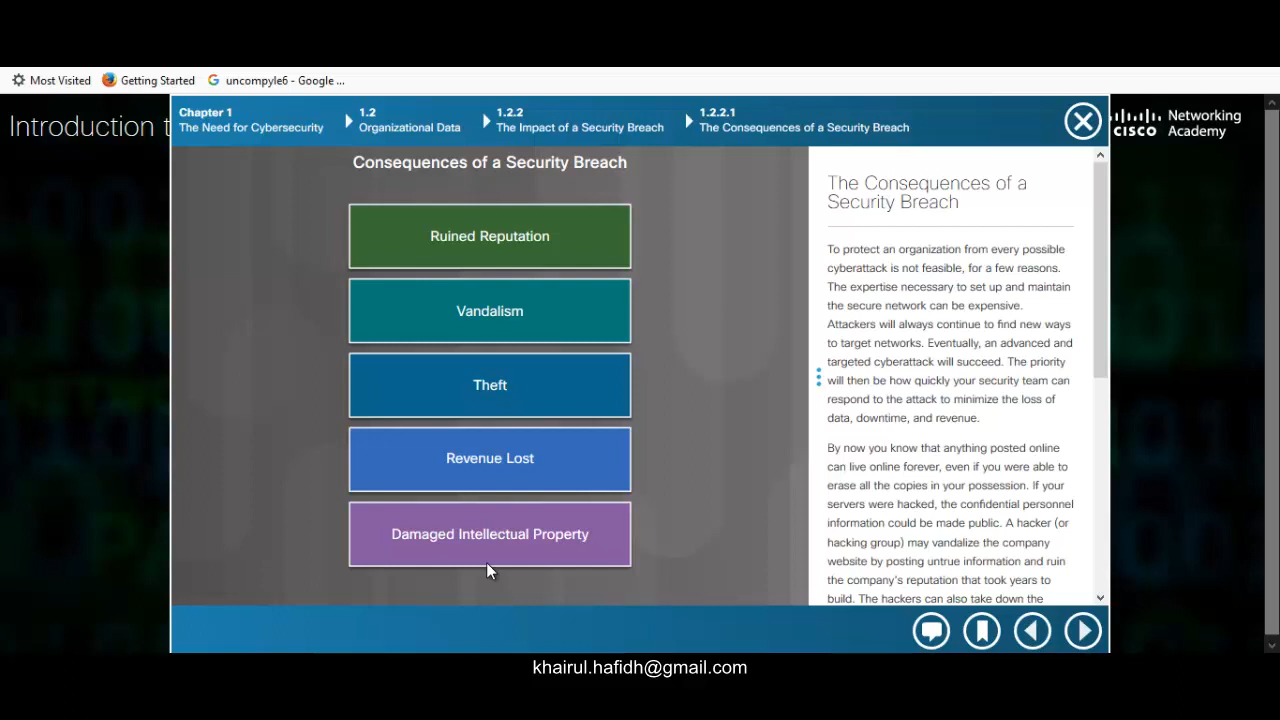 Most Visited Getting Started uncompyle6 - Google ...
Introduction t
Chapter 1
The Need for Cybersecurity
1.2
Organizational Data
1.2.2
The Impact of a Security Breach
1.2.2.1
The Consequences of a Security Breach
CISCO
Networking
Academy
Consequences of a Security Breach
Ruined Reputation
Vandalism
Theft
Revenue Lost
Damaged Intellectual Property
The Consequences of a
Security Breach
To protect an organization from every possible
cyberattack is not feasible, for a few reasons.
The expertise necessary to set up and maintain
the secure network can be expensive.
Attackers will always continue to find new ways
to target networks. Eventually, an advanced and
targeted cyberattack will succeed. The priority
will then be how quickly your security team can
respond to the attack to minimize the loss of
data, downtime, and revenue.
By now you know that anything posted online
can live online forever, even if you were able to
erase all the copies in your possession. If your
servers were hacked, the confidential personnel
information could be made public. A hacker (or
hacking group) may vandalize the company
website by posting untrue information and ruin
the company's reputation that took years to
build. The hackers can also take down the
khairul.hafidh@gmail.com